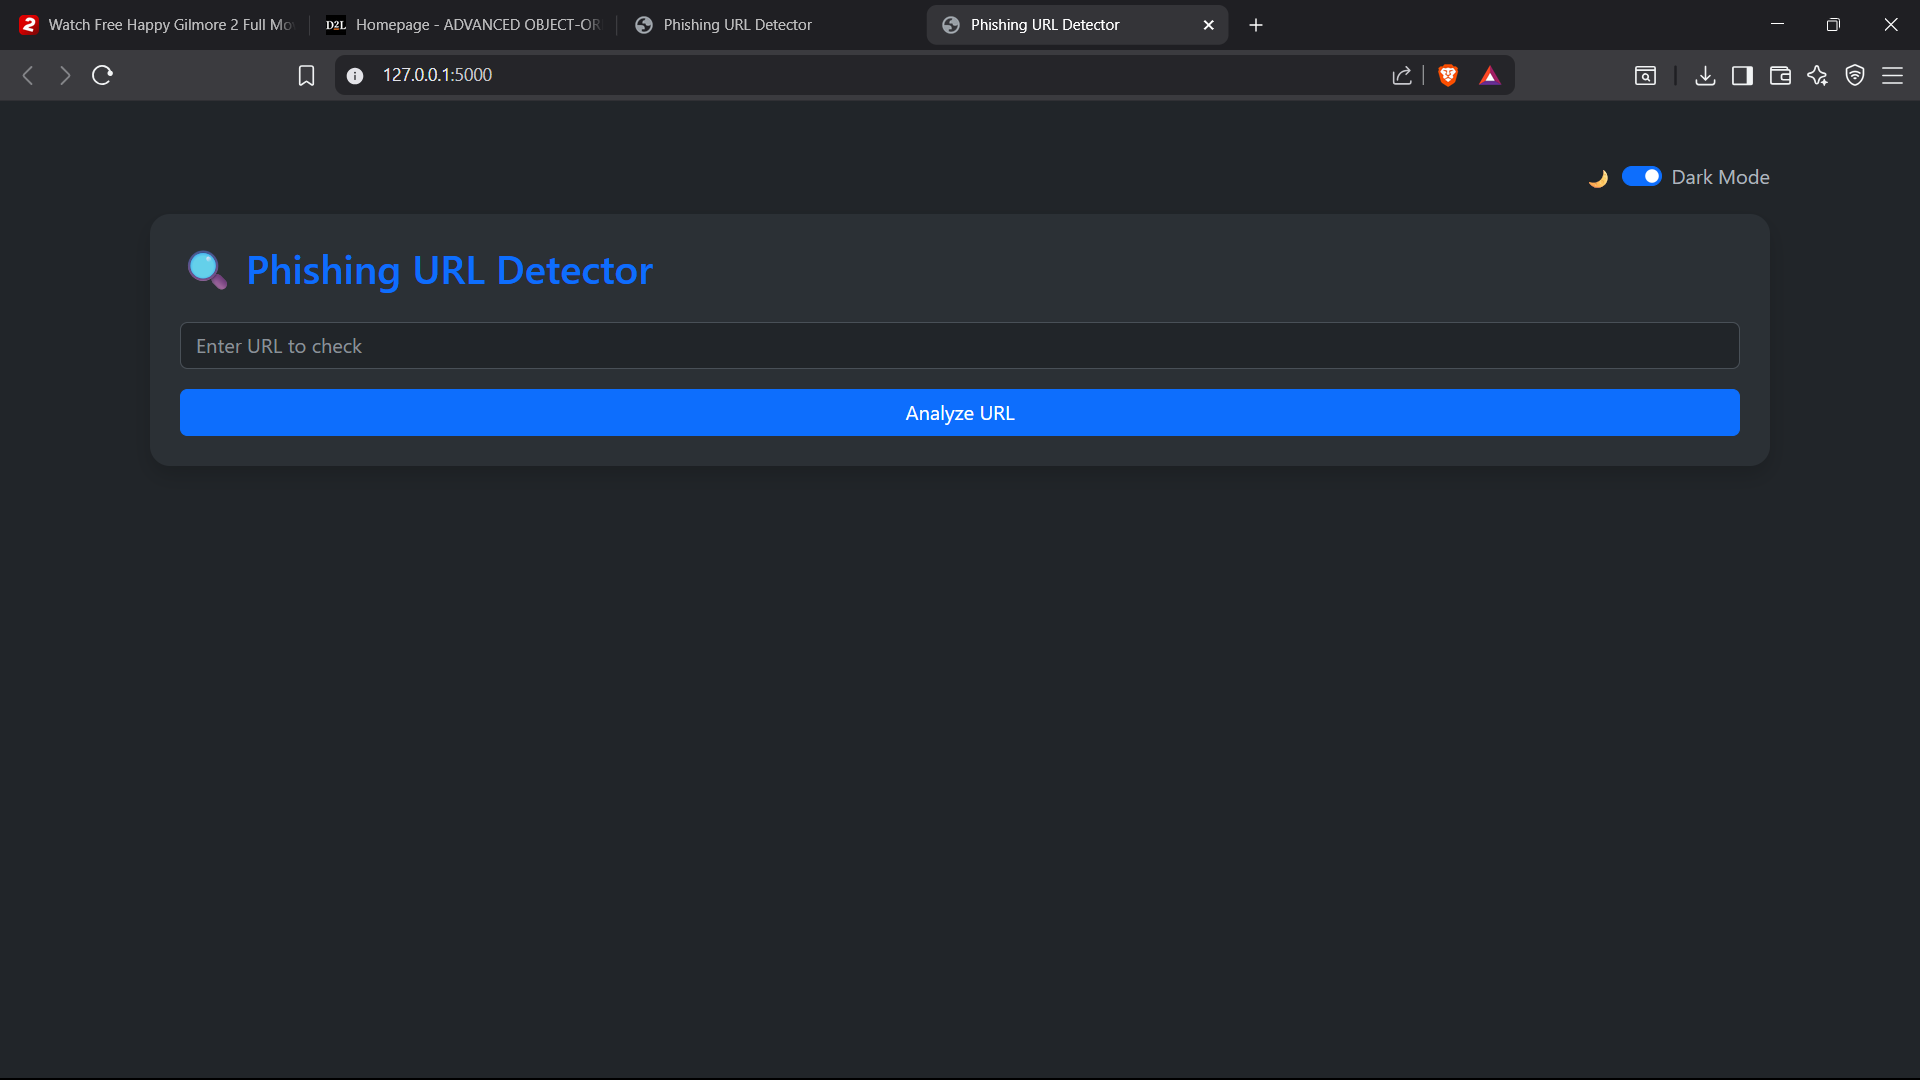 Watch Free Happy Gilmore 2 Full Mo
D2L Homepage - ADVANCED OBJECT-OR
Phishing URL Detector
Phishing URL Detector
127.0.0.1:5000
Dark Mode
Phishing URL Detector
Enter URL to check
Analyze URL